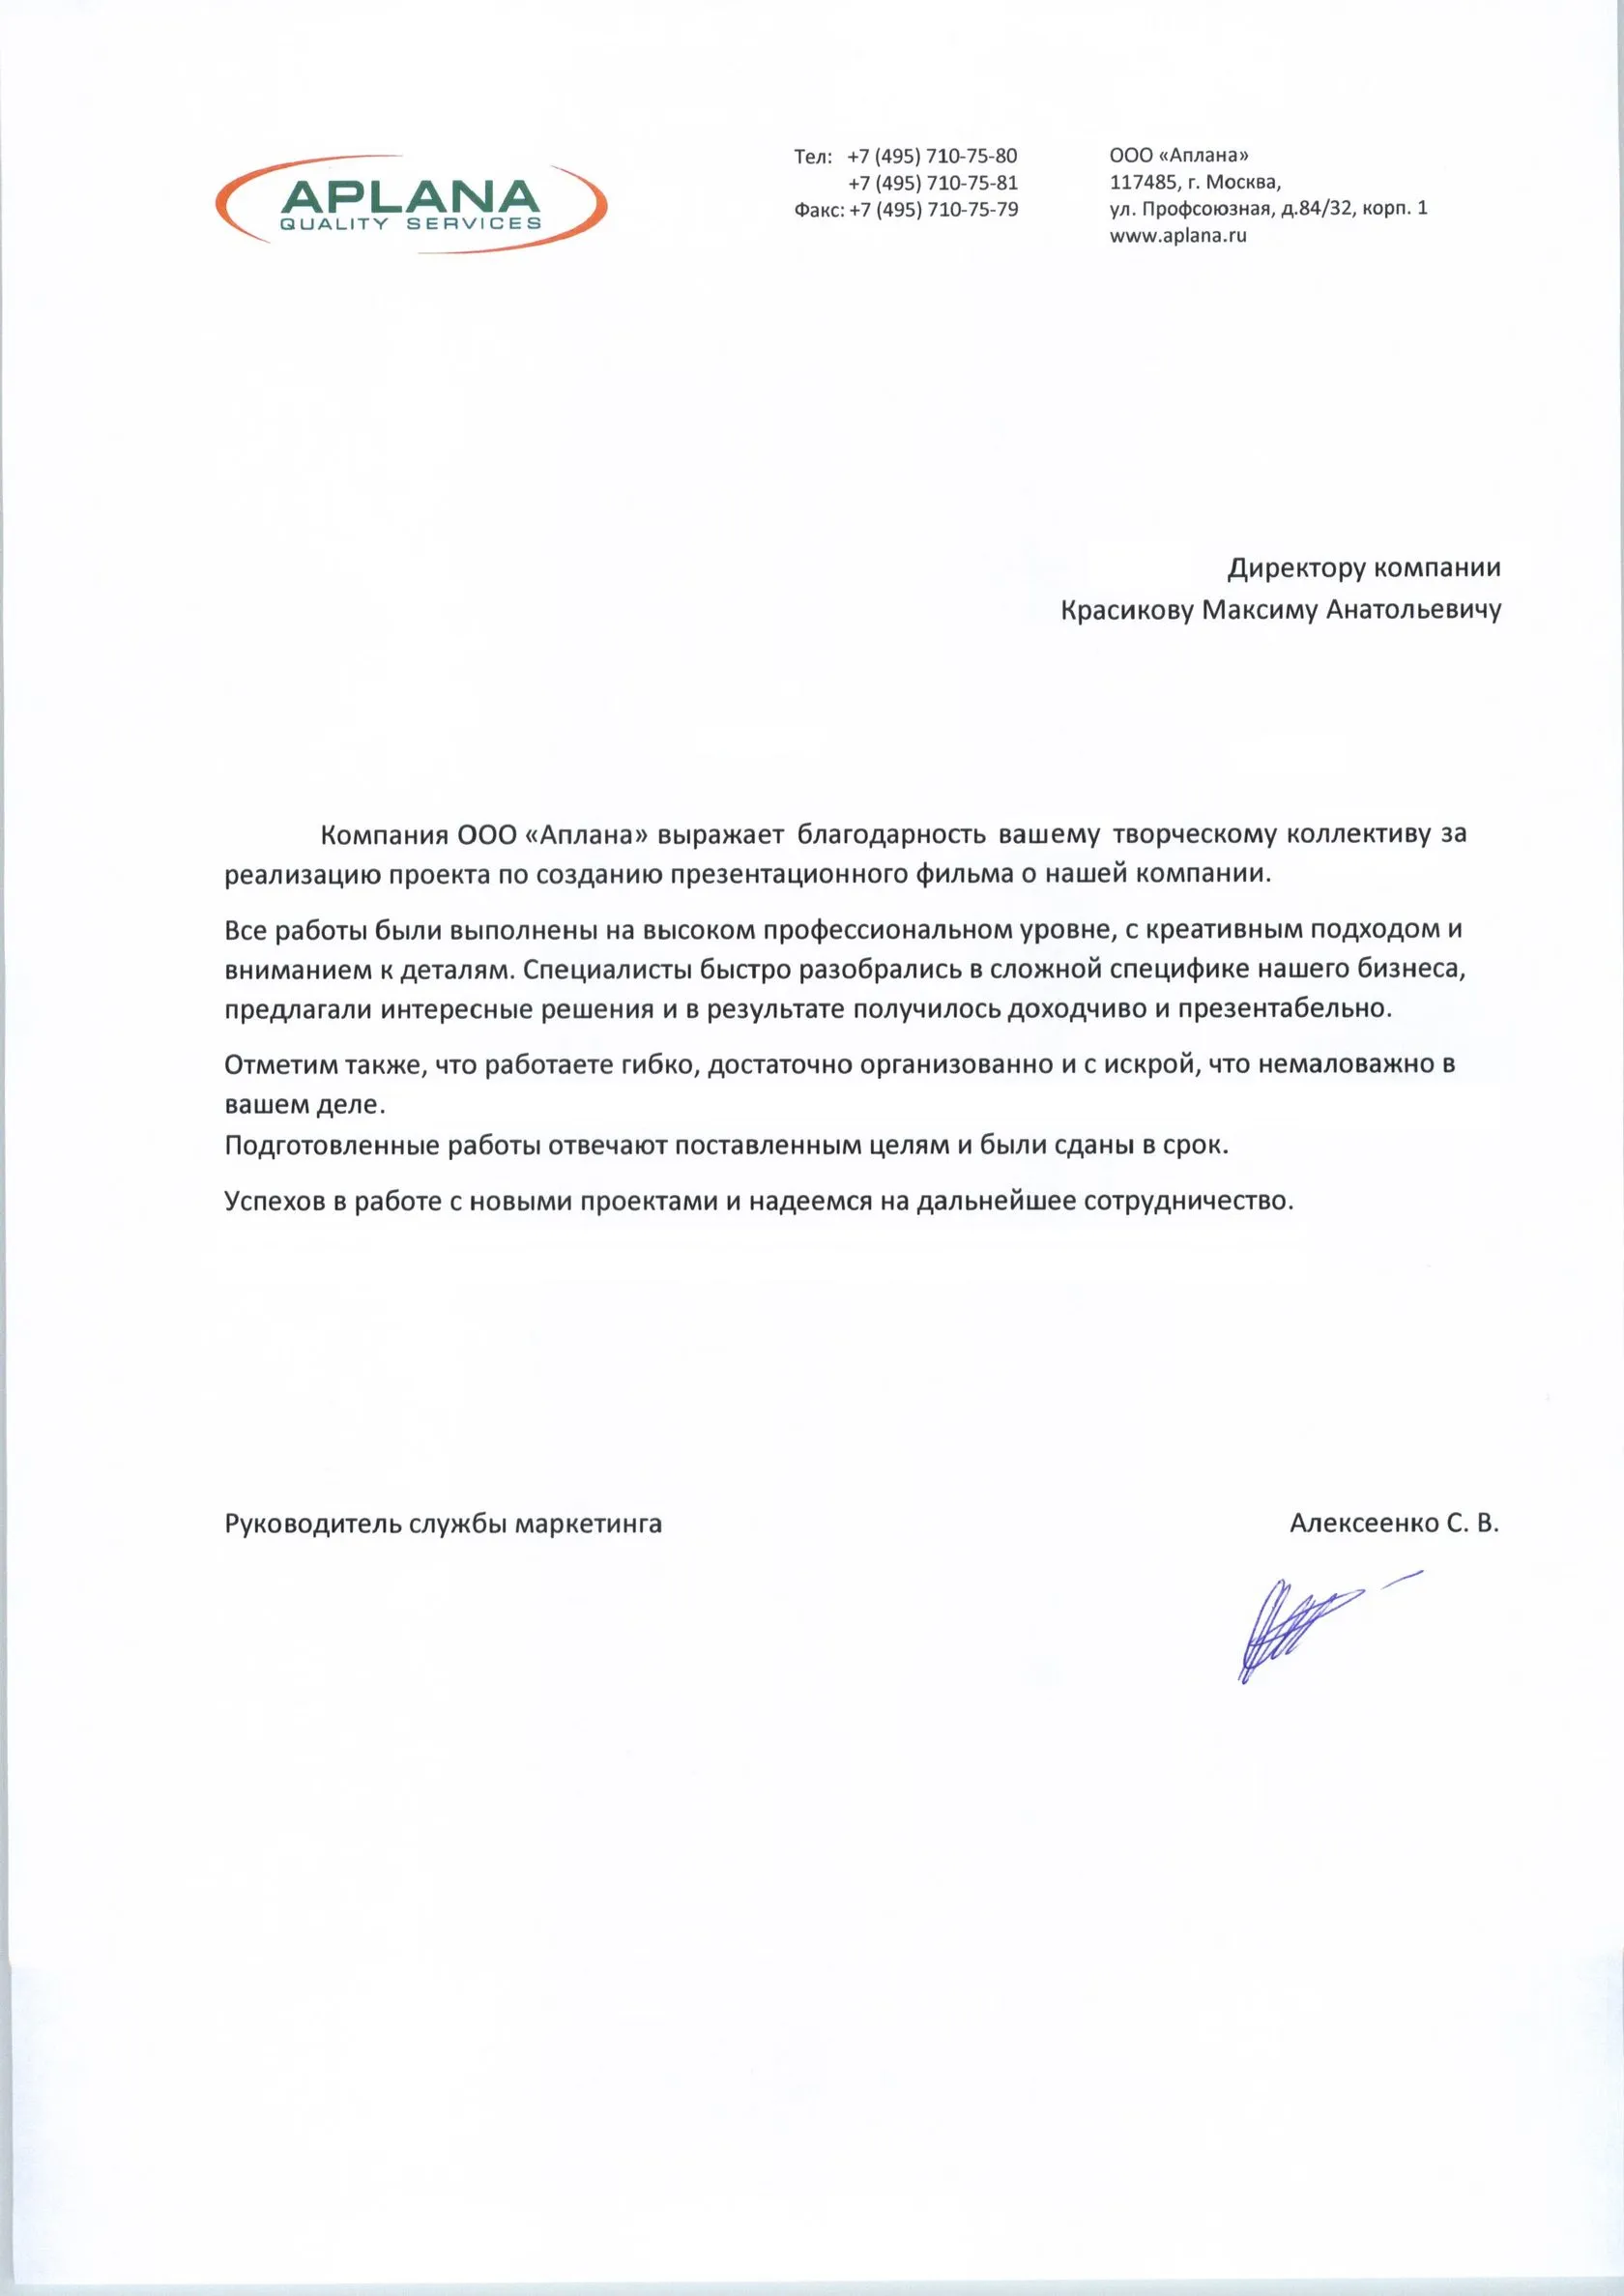 APLANA
QUALITY SERVICES
Тел: +7 (495) 710-75-80
+7 (495) 710-75-81
Факс: +7 (495) 710-75-79
ООО «Аплана»
117485, г. Москва,
ул. Профсоюзная, д.84/32, корп. 1
www.aplana.ru
Директору компании
Красикову Максиму Анатольевичу
Компания ООО «Аплана» выражает благодарность вашему творческому коллективу за
реализацию проекта по созданию презентационного фильма о нашей компании.
Все работы были выполнены на высоком профессиональном уровне, с креативным подходом и
вниманием к деталям. Специалисты быстро разобрались в сложной специфике нашего бизнеса,
предлагали интересные решения и в результате получилось доходчиво и презентабельно.
Отметим также, что работаете гибко, достаточно организованно и с искрой, что немаловажно в
вашем деле.
Подготовленные работы отвечают поставленным целям и были сданы в срок.
Успехов в работе с новыми проектами и надеемся на дальнейшее сотрудничество.
Руководитель службы маркетинга
Алексеенко С. В.